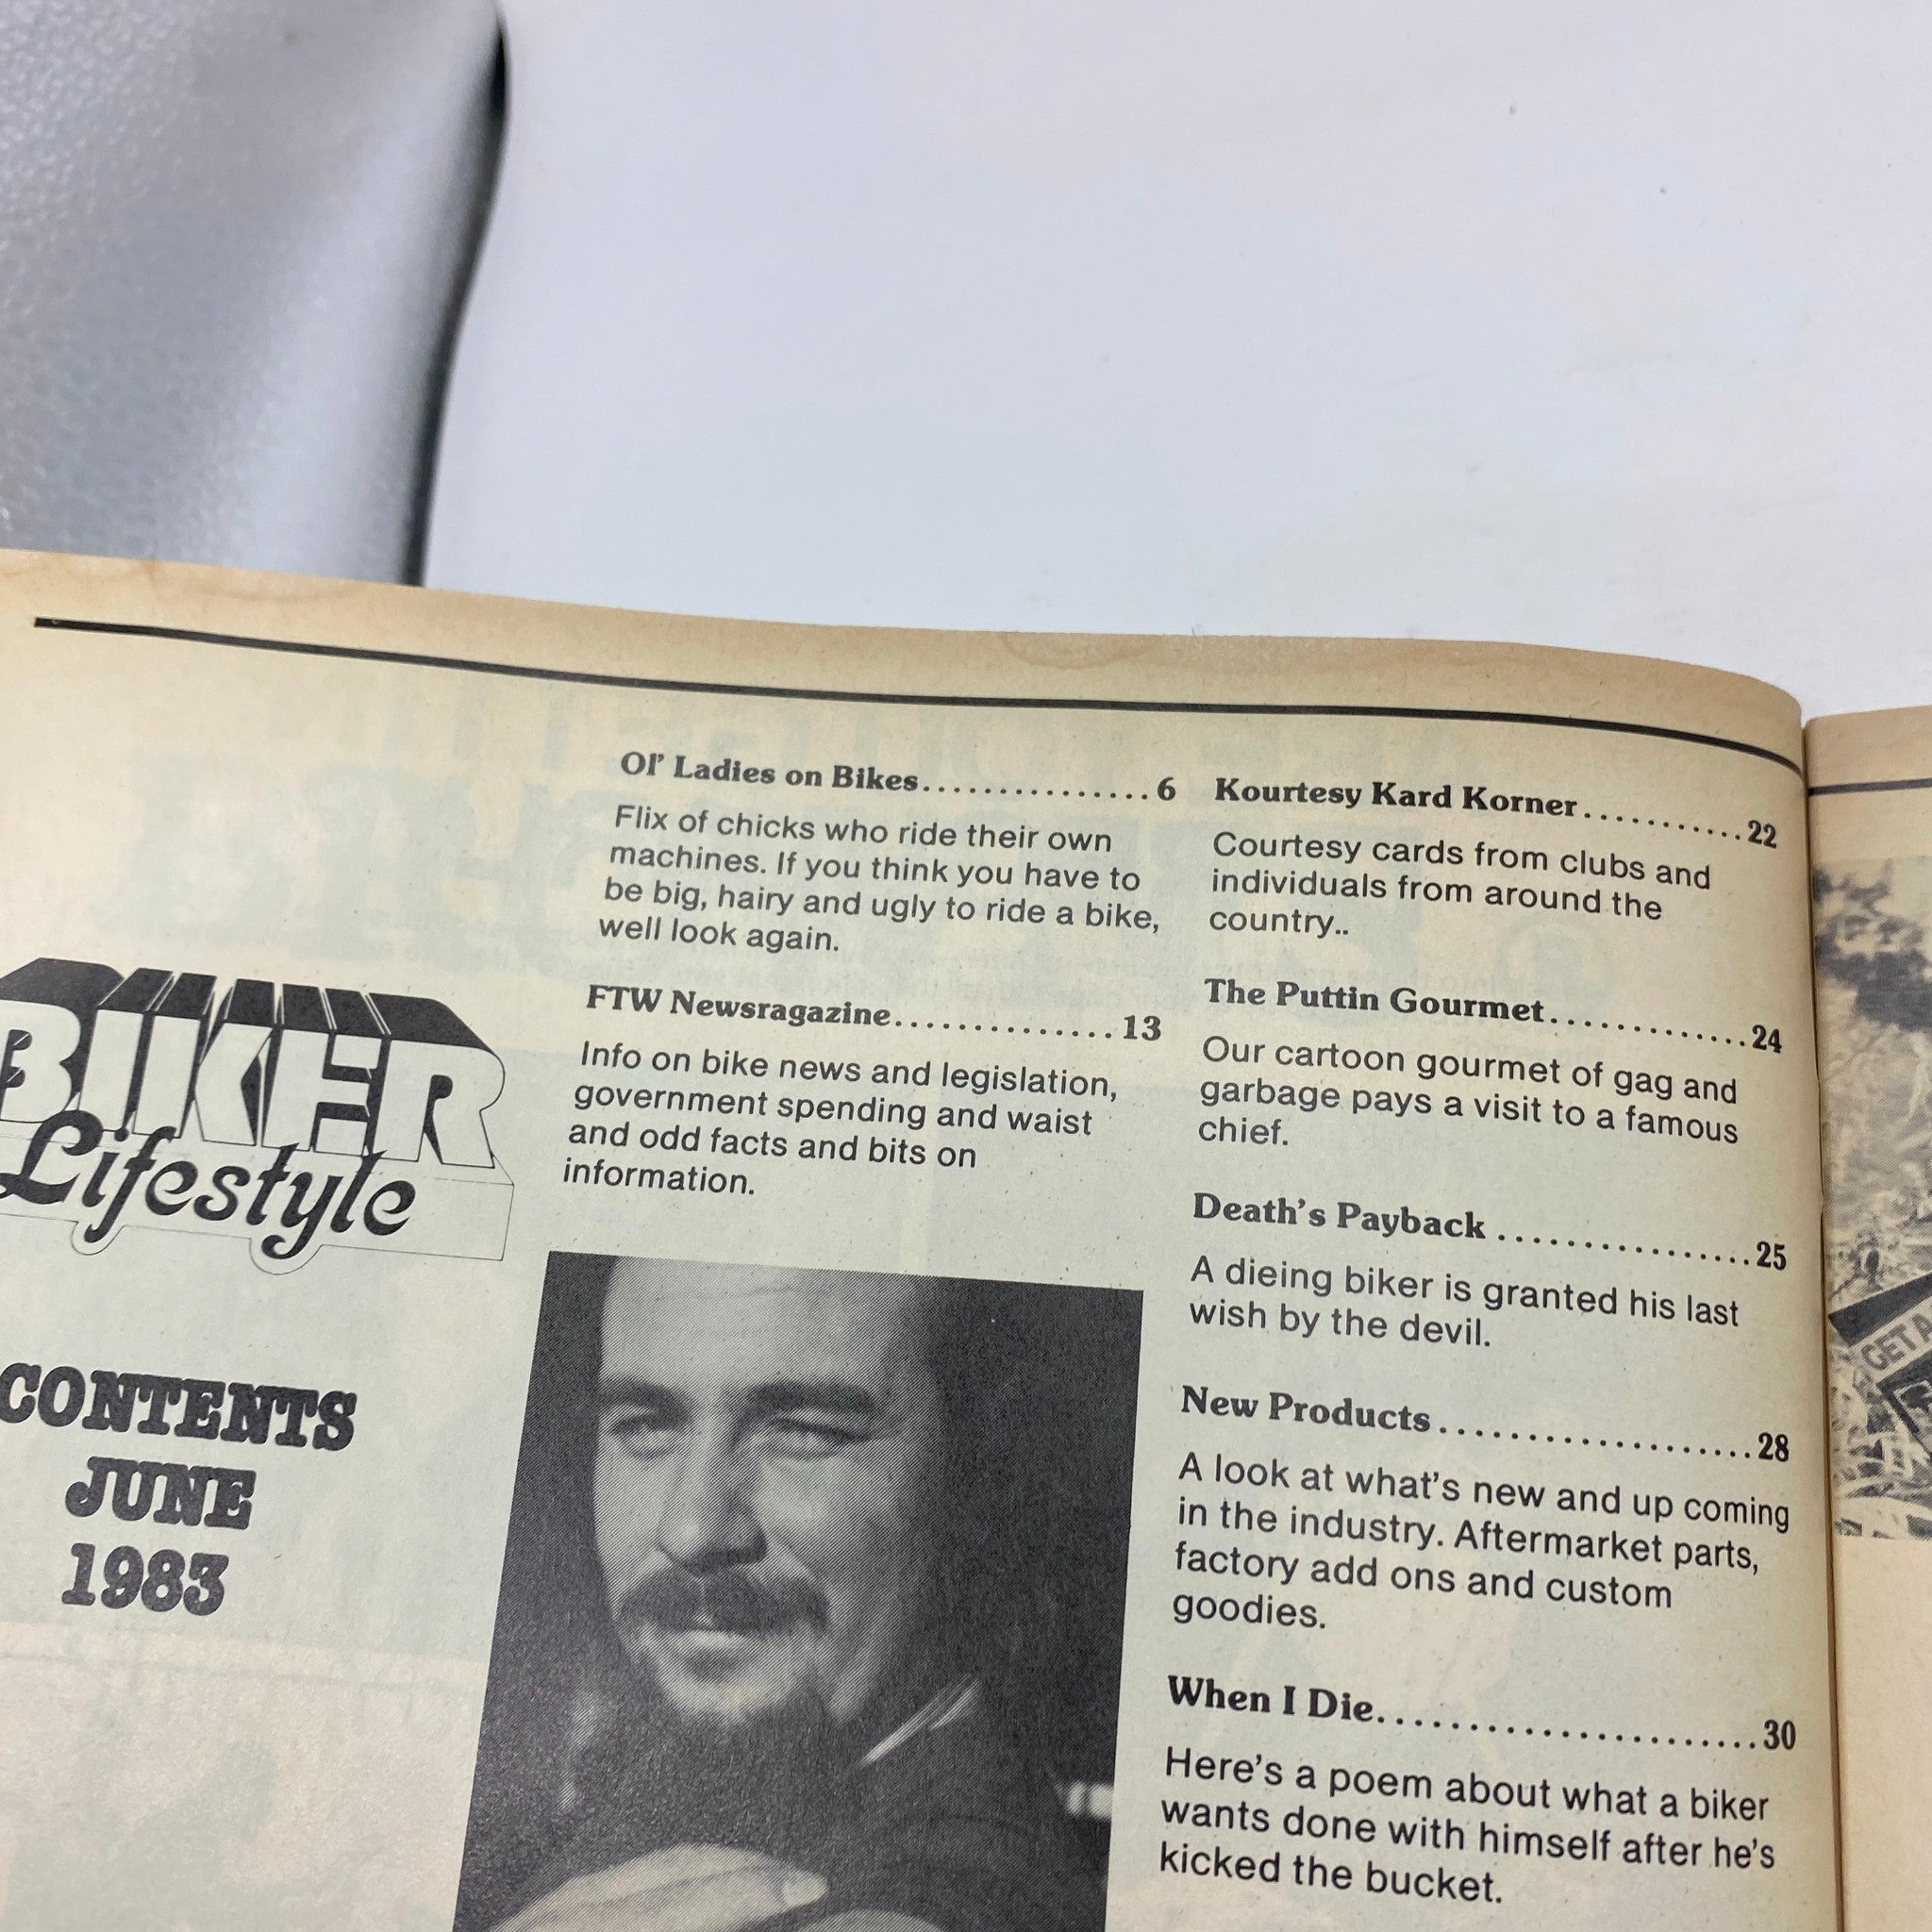 BIKER
Lifestyle
CONTENTS
JUNE
1983
Ol' Ladies on Bikes...............6
Flix of chicks who ride their own
machines. If you think you have to
be big, hairy and ugly to ride a bike,
well look again.
FTW Newsragazine...............13
Info on bike news and legislation,
government spending and waist
and odd facts and bits on
information.
Kourtesy Kard Korner...........22
Courtesy cards from clubs and
individuals from around the
country..
The Puttin Gourmet.............24
Our cartoon gourmet of gag and
garbage pays a visit to a famous
chief.
Death's Payback ................25
A dieing biker is granted his last
wish by the devil.
New Products...................28
A look at what's new and up coming
in the industry. Aftermarket parts,
factory add ons and custom
goodies.
When I Die......................30
Here's a poem about what a biker
wants done with himself after he's
kicked the bucket.
GET